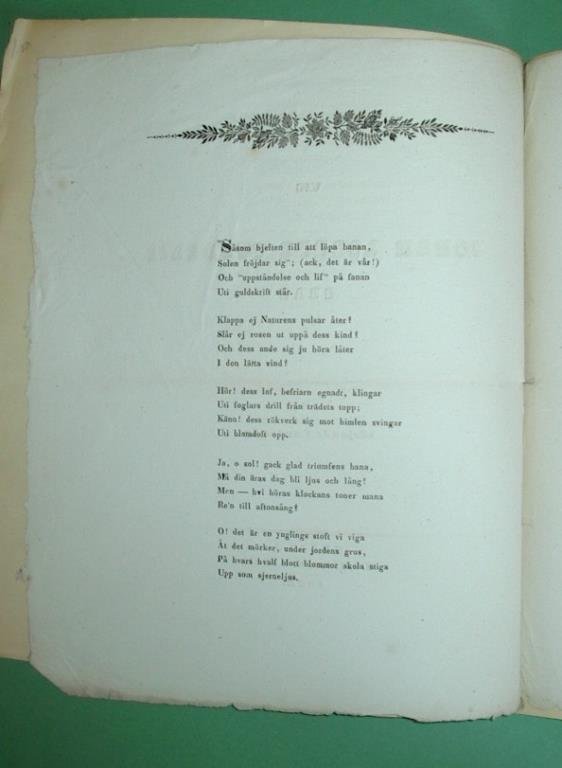 Såsom hjelten till att löpa banan,
Solen fröjdar sig"; (ack, det är vår!)
Och "uppståndelse och lif" på fanan
Uti guldskrift står.
Klappa ej Naturens pulsar åter?
Slår ej rosen ut uppå dess kind?
Och dess ande sig ju höra låter
I den lätta vind?
Hör! dess lof, befriarn egnadt, klingar
Uti foglars drill från trädets topp;
Känn! dess rökverk sig mot himlen svingar
Uti blomdoft opp.
Ja, o sol! gack glad triumfens bana,
Må din äras dag bli ljus och lång!
Men — hvi höras klockans toner mana
Re'n till aftonsång?
O! det är en ynglings stoft vi viga
Åt det mörker, under jordens grus,
På hvars hvalf blott blommor skola stiga
Upp som stjerneljus.